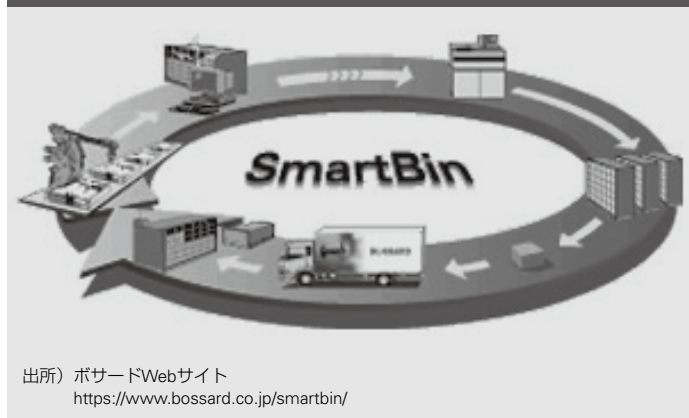 SmartBin
BOSSARD
出所）ボサードWebサイト
https://www.bossard.co.jp/smartbin/